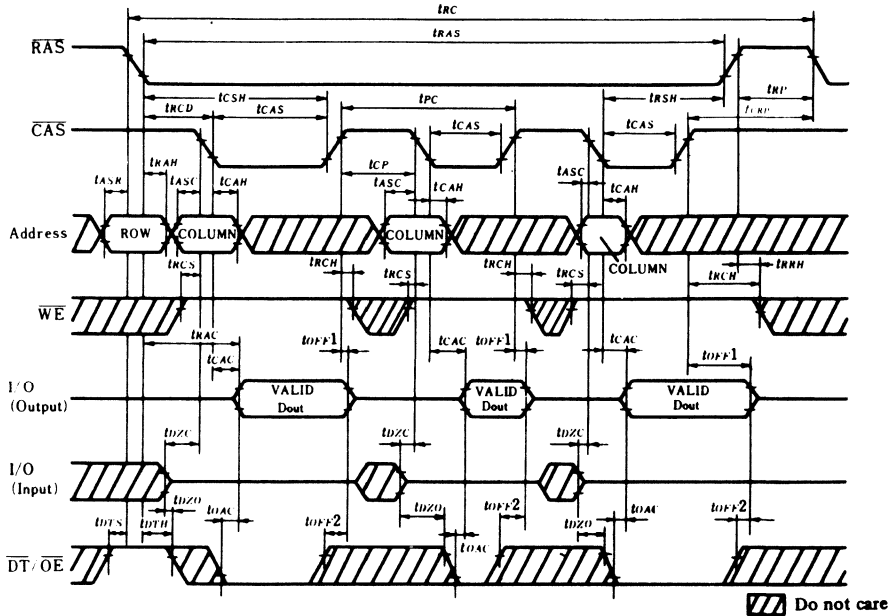 tRC
RAS
tRAS
tCSH
tPC
tRSH
tRP
tRCD
tCAS
tCRP
CAS
tCAS
tCAS
tRAH
tCP
tASC
tASR
tASC
tCAH
tASC
tCAH
tCAH
Address
ROW
COLUMN
COLUMN
COLUMN
tRCS
tRCH
tRCS
tRCH
tRCS
tRCH
tRRH
WE
tRAC
tOFF1
tCAC
tOFF1
tCAC
tOFF1
tCAC
I/O
(Output)
VALID
Dout
VALID
Dout
VALID
Dout
tDZC
tDZC
tDZC
I/O
(Input)
tDZO
tOAC
tOFF2
tDZO
tOFF2
tOAC
tOFF2
tDTS
tDTH
tOAC
tDZO
DT/OE
Do not care